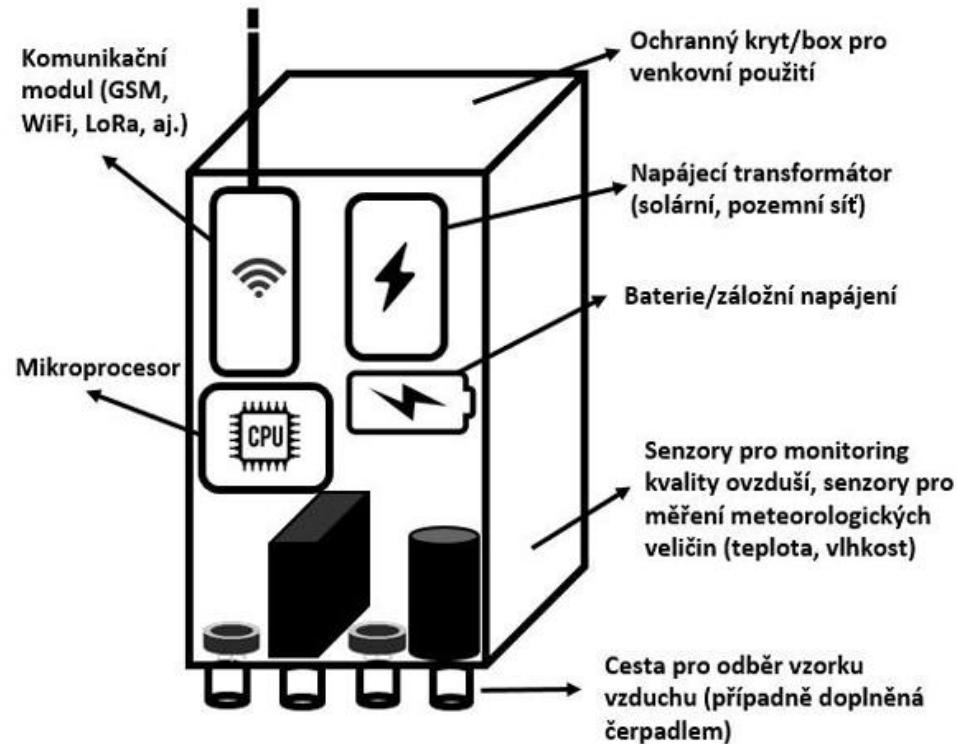 Komunikační
modul (GSM,
WiFi, LoRa, aj.)
Ochranný kryt/box pro
venkovní použití
Napájecí transformátor
(solární, pozemní síť)
Baterie/záložní napájení
Mikroprocesor
CPU
Senzory pro monitoring
kvality ovzduší, senzory pro
měření meteorologických
veličin (teplota, vlhkost)
Cesta pro odběr vzorku
vzduchu (případně doplněná
čerpadlem)